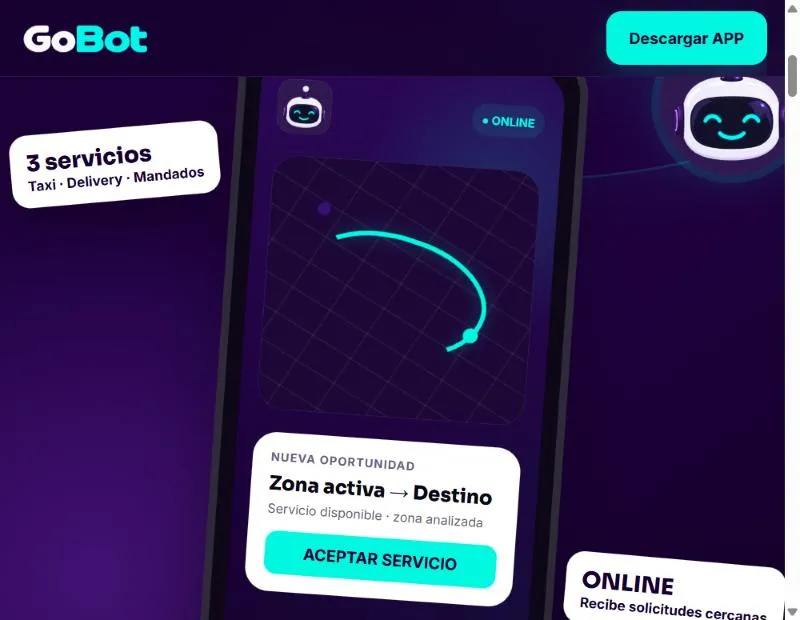 GoBot
Descargar APP
3 servicios
Taxi · Delivery · Mandados
ONLINE
NUEVA OPORTUNIDAD
Zona activa → Destino
Servicio disponible · zona analizada
ACEPTAR SERVICIO
ONLINE
Recibe solicitudes cercanas